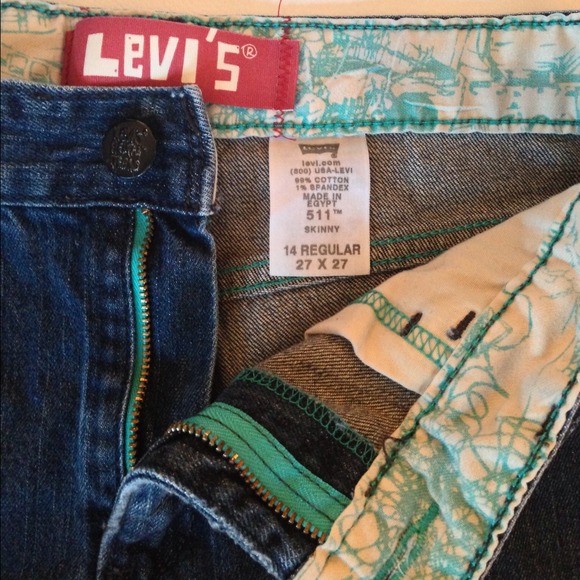 LEVI'S®
levi.com
(800) USA-LEVI
99% COTTON
1% SPANDEX
MADE IN
EGYPT
511™
SKINNY
14 REGULAR
27 X 27